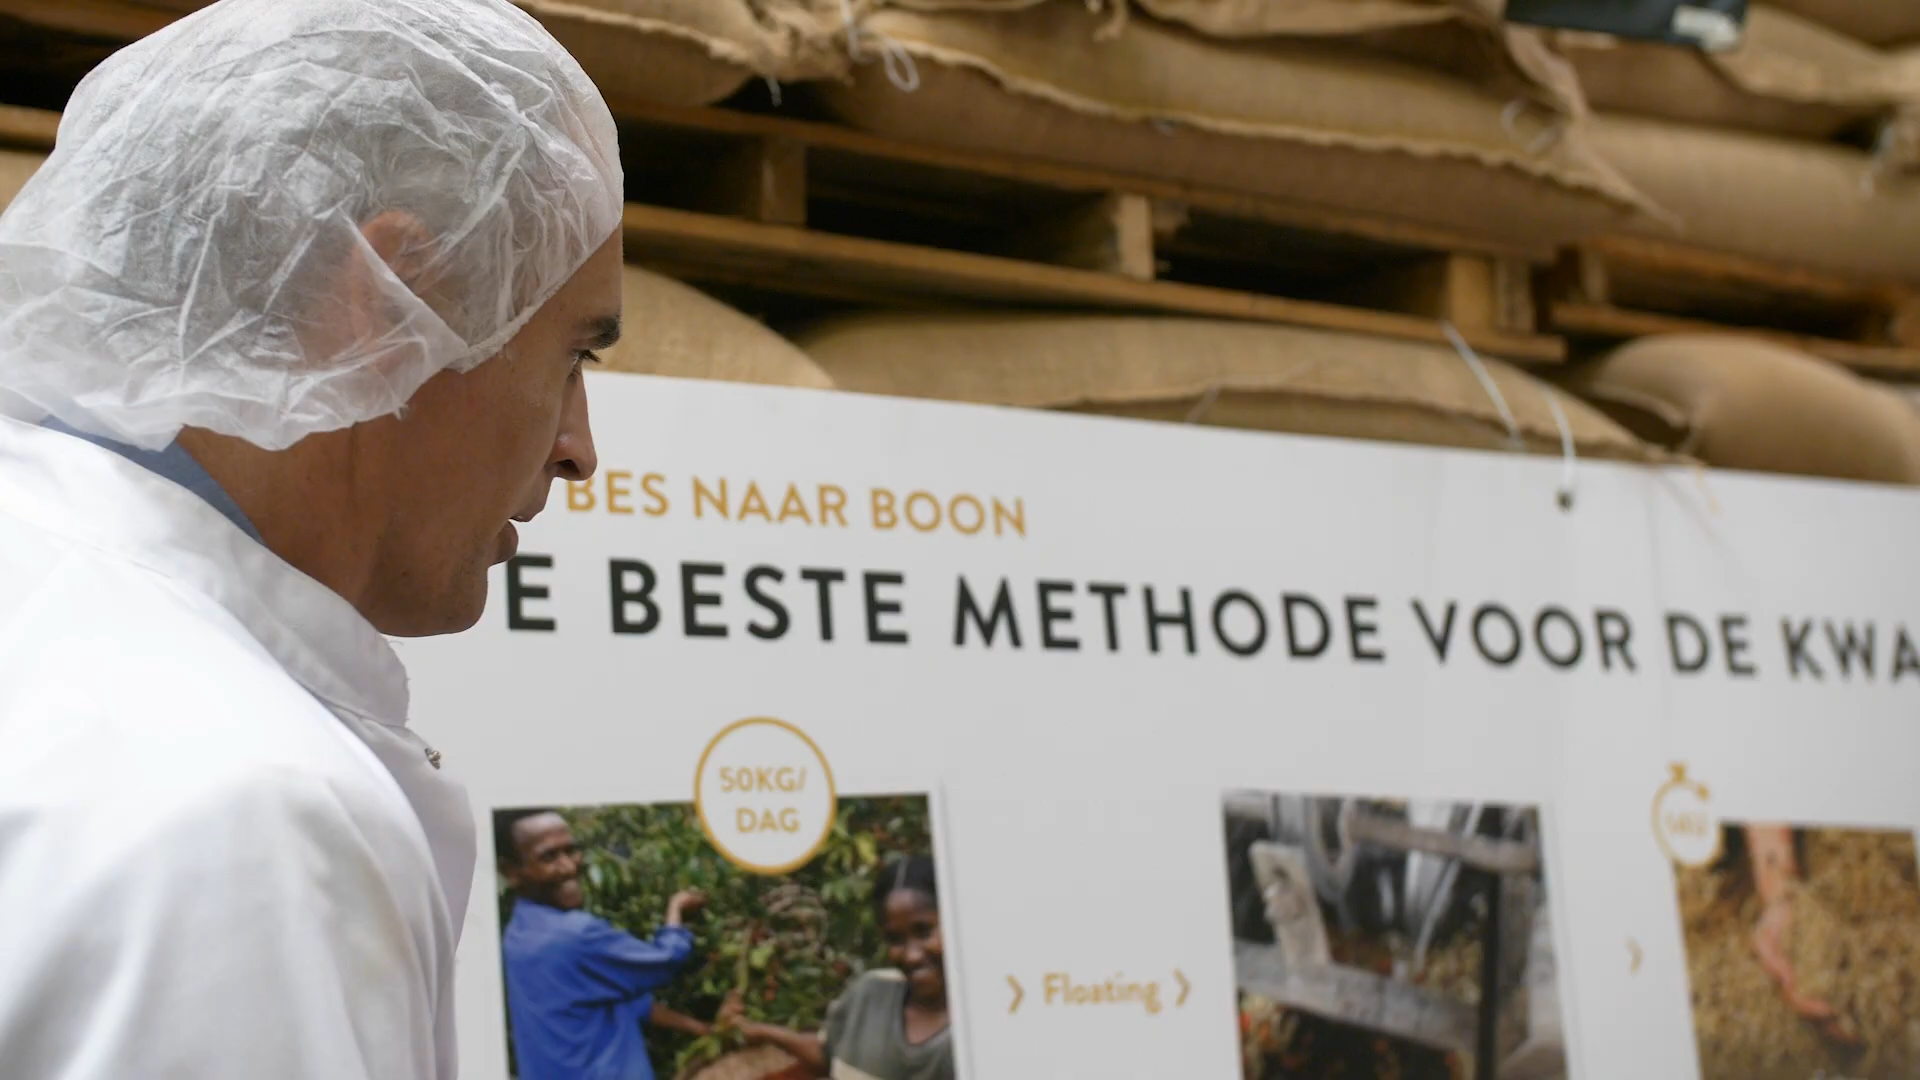 BES NAAR BOON
E BESTE METHODE VOOR DE KWA
50KG/
DAG
› Floating ›